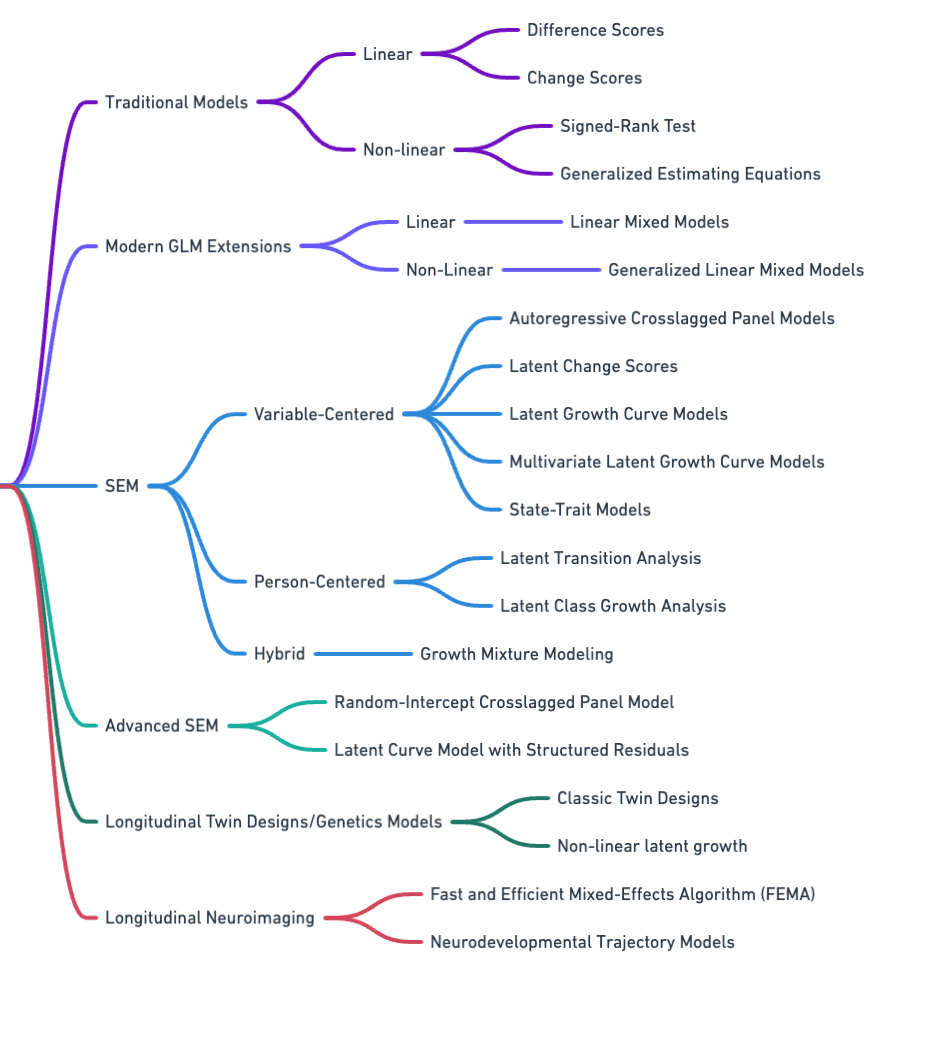 Difference Scores
Linear
Change Scores
Traditional Models
Signed-Rank Test
Non-linear
Generalized Estimating Equations
Linear
Linear Mixed Models
Modern GLM Extensions
Non-Linear
Generalized Linear Mixed Models
Autoregressive Crosslagged Panel Models
Latent Change Scores
Variable-Centered
Latent Growth Curve Models
Multivariate Latent Growth Curve Models
SEM
State-Trait Models
Latent Transition Analysis
Person-Centered
Latent Class Growth Analysis
Hybrid
Growth Mixture Modeling
Random-Intercept Crosslagged Panel Model
Advanced SEM
Latent Curve Model with Structured Residuals
Classic Twin Designs
Longitudinal Twin Designs/Genetics Models
Non-linear latent growth
Fast and Efficient Mixed-Effects Algorithm (FEMA)
Longitudinal Neuroimaging
Neurodevelopmental Trajectory Models